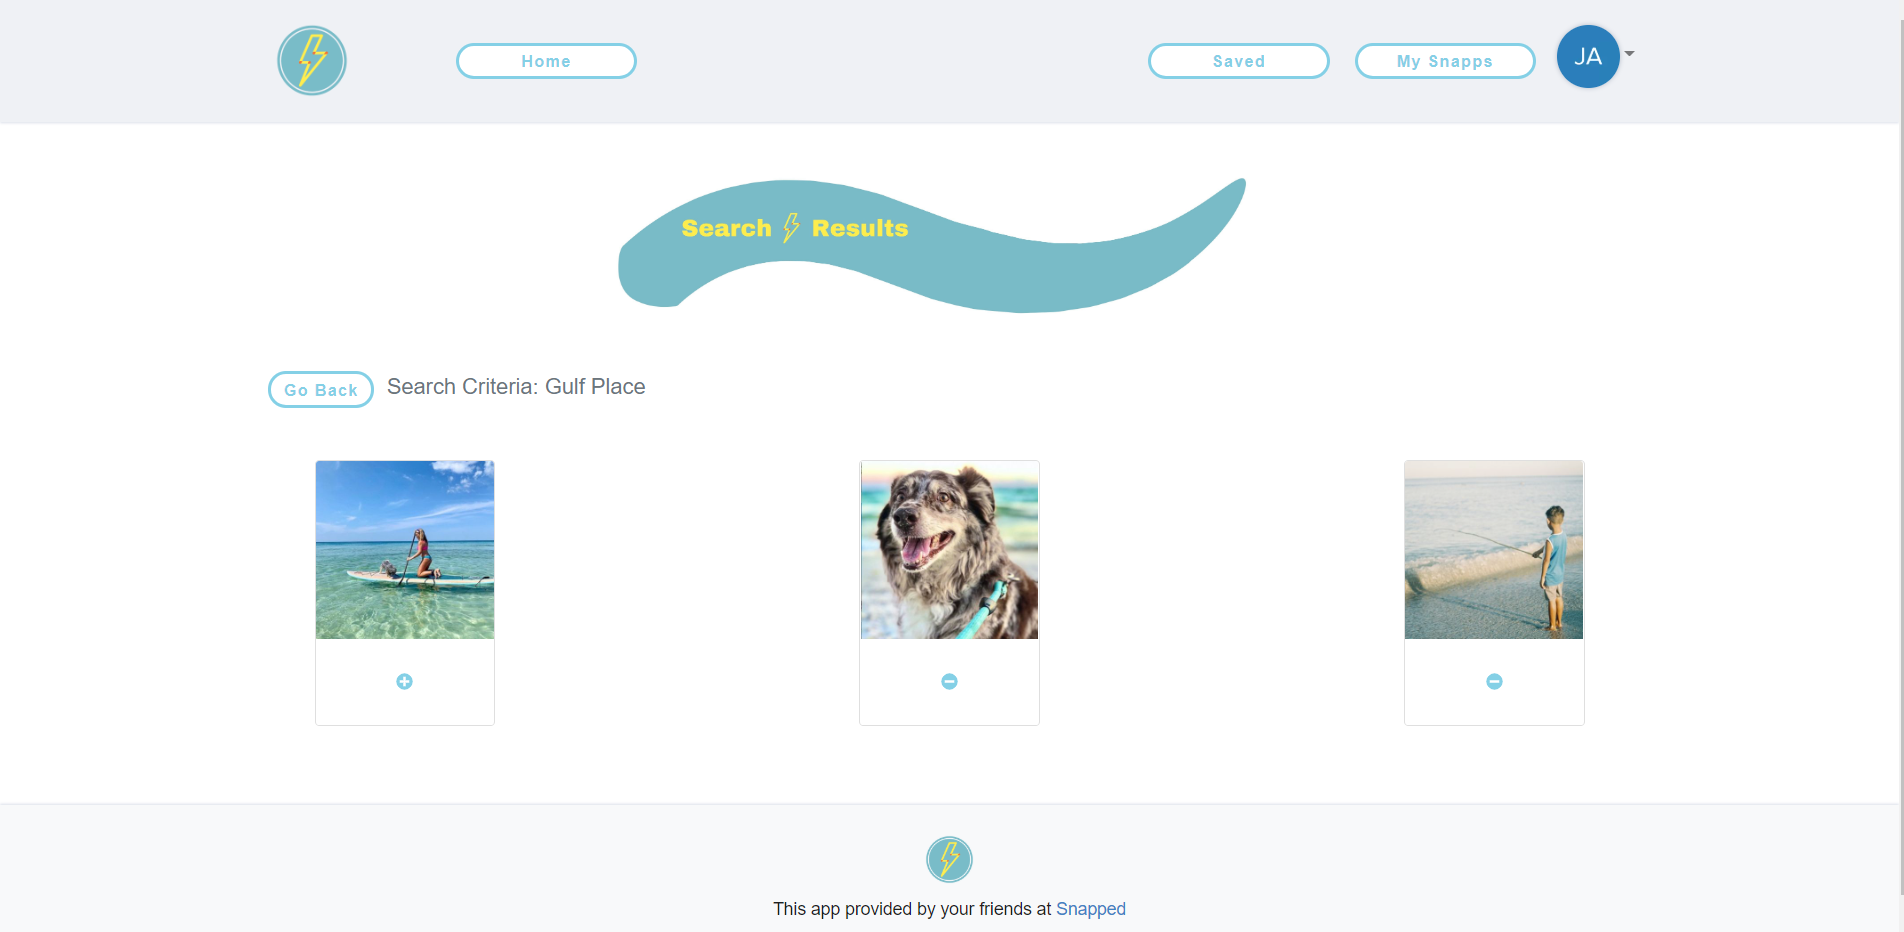 Home
Saved
My Snapps
JA
Search Results
Go Back
Search Criteria: Gulf Place
This app provided by your friends at Snapped